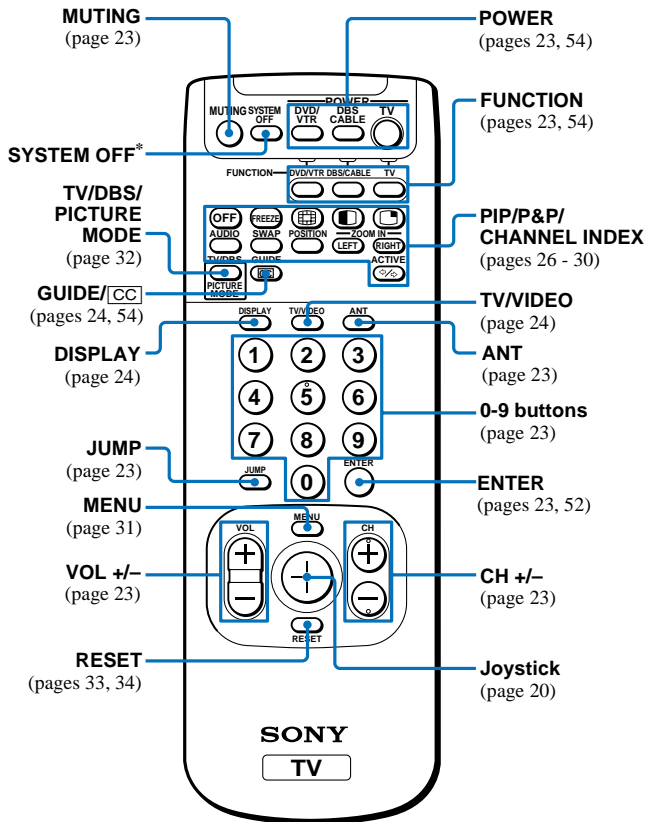 MUTING
(page 23)
POWER
(pages 23, 54)
POWER
MUTING SYSTEM OFF
DVD/VTR DBS CABLE TV
FUNCTION
(pages 23, 54)
SYSTEM OFF*
FUNCTION DVD/VTR DBS/CABLE TV
TV/DBS/
PICTURE
MODE
(page 32)
OFF FREEZE
AUDIO SWAP POSITION ZOOM IN
LEFT RIGHT
PIP/P&P/
CHANNEL INDEX
(pages 26 - 30)
TV/DBS GUIDE ACTIVE
CC
PICTURE
MODE
GUIDE/CC
(pages 24, 54)
TV/VIDEO
(page 24)
DISPLAY TV/VIDEO ANT
DISPLAY
(page 24)
ANT
(page 23)
1 2 3
4 5 6
7 8 9
0
0-9 buttons
(page 23)
JUMP
(page 23)
JUMP
ENTER
ENTER
(pages 23, 52)
MENU
(page 31)
MENU
VOL
+
−
CH
+
−
VOL +/–
(page 23)
CH +/–
(page 23)
RESET
RESET
(pages 33, 34)
Joystick
(page 20)
SONY
TV